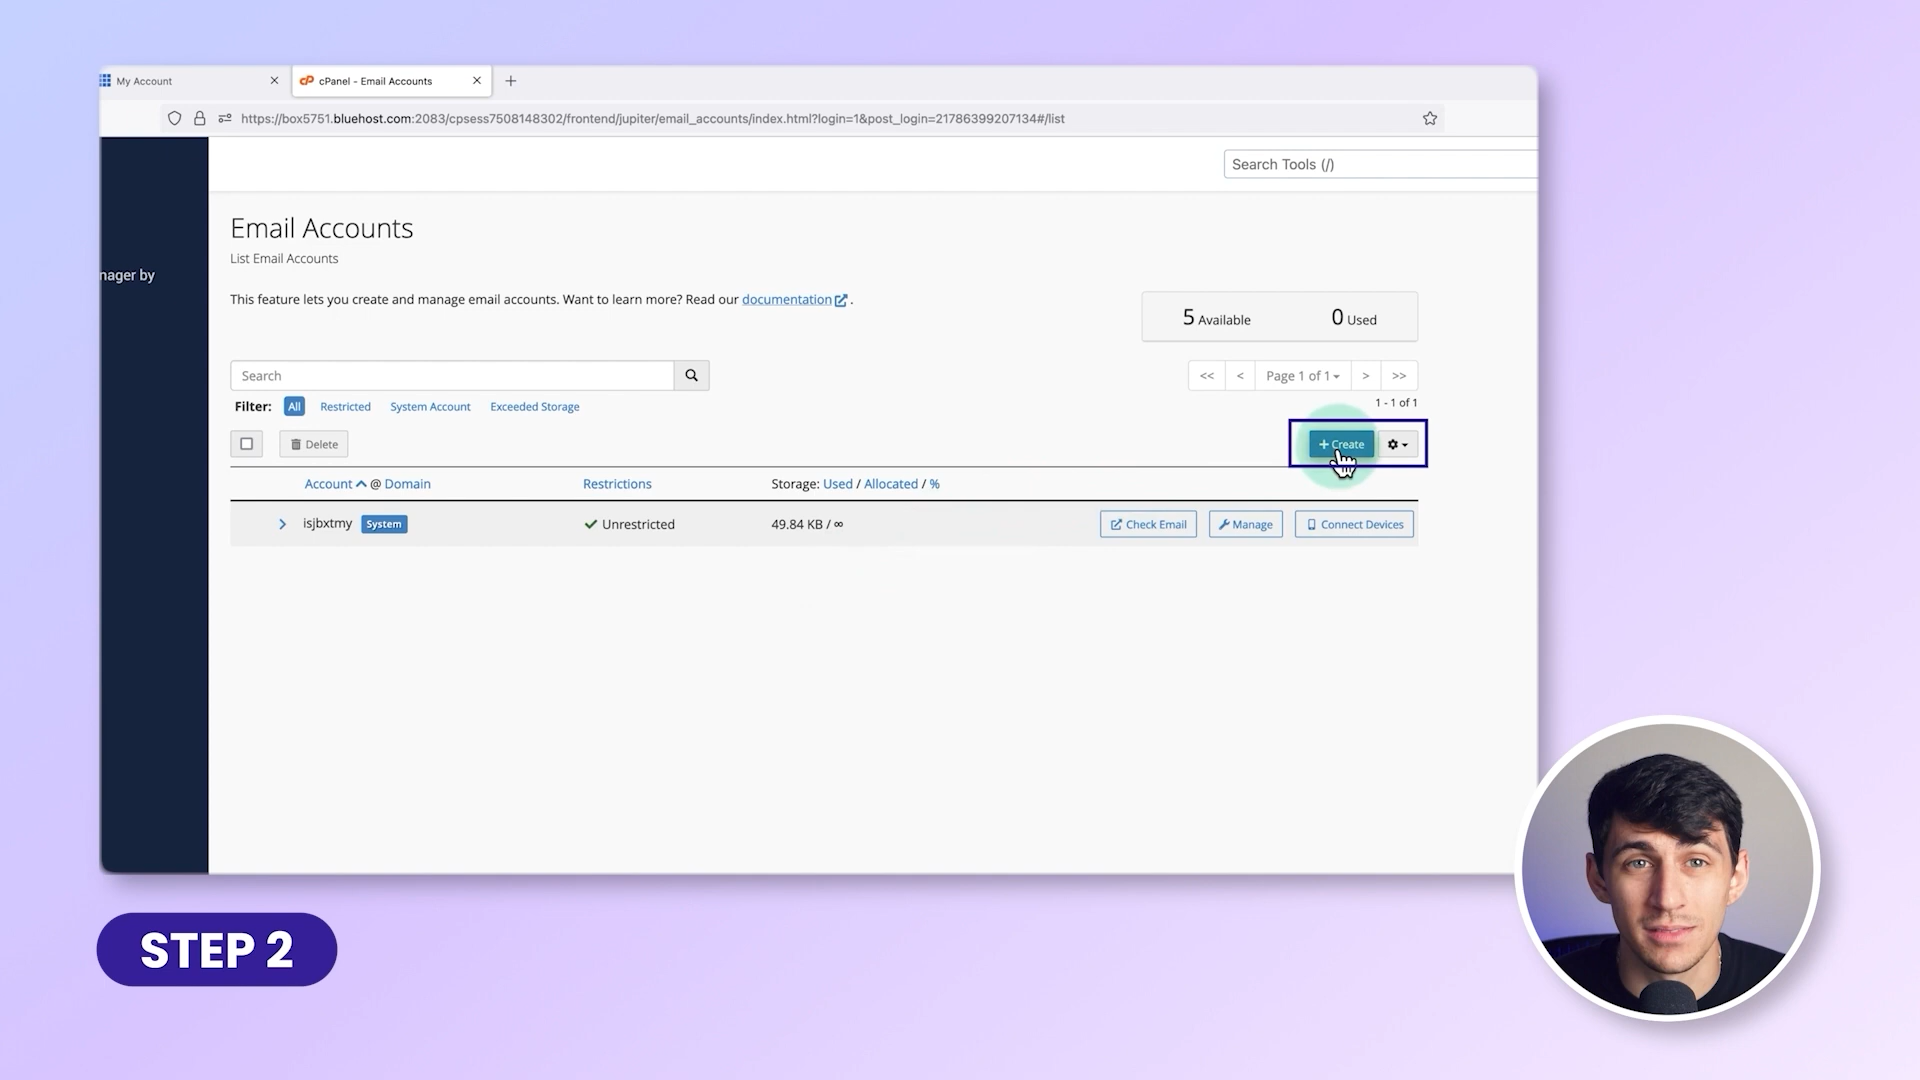 My Account
cPanel - Email Accounts
https://box5751.bluehost.com:2083/cpsess7508148302/frontend/jupiter/email_accounts/index.html?login=1&post_login=21786399207134#/list
Search Tools (/)
nager by
Email Accounts
List Email Accounts
This feature lets you create and manage email accounts. Want to learn more? Read our documentation .
5 Available 0 Used
Search
<< < Page 1 of 1 > >>
Filter: All Restricted System Account Exceeded Storage
1 - 1 of 1
Delete
+ Create
Account @ Domain Restrictions Storage: Used / Allocated / %
isjbxtmy System Unrestricted 49.84 KB / ∞ Check Email Manage Connect Devices
STEP 2